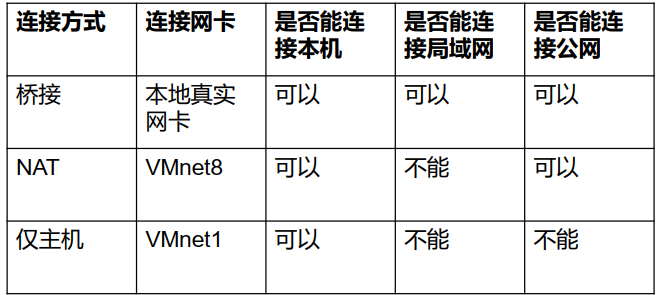 连接方式 连接网卡 是否能连 是否能连 是否能连
接本机 接局域网 接公网
桥接 本地真实 可以 可以 可以
网卡
NAT VMnet8 可以 不能 可以
仅主机 VMnet1 可以 不能 不能